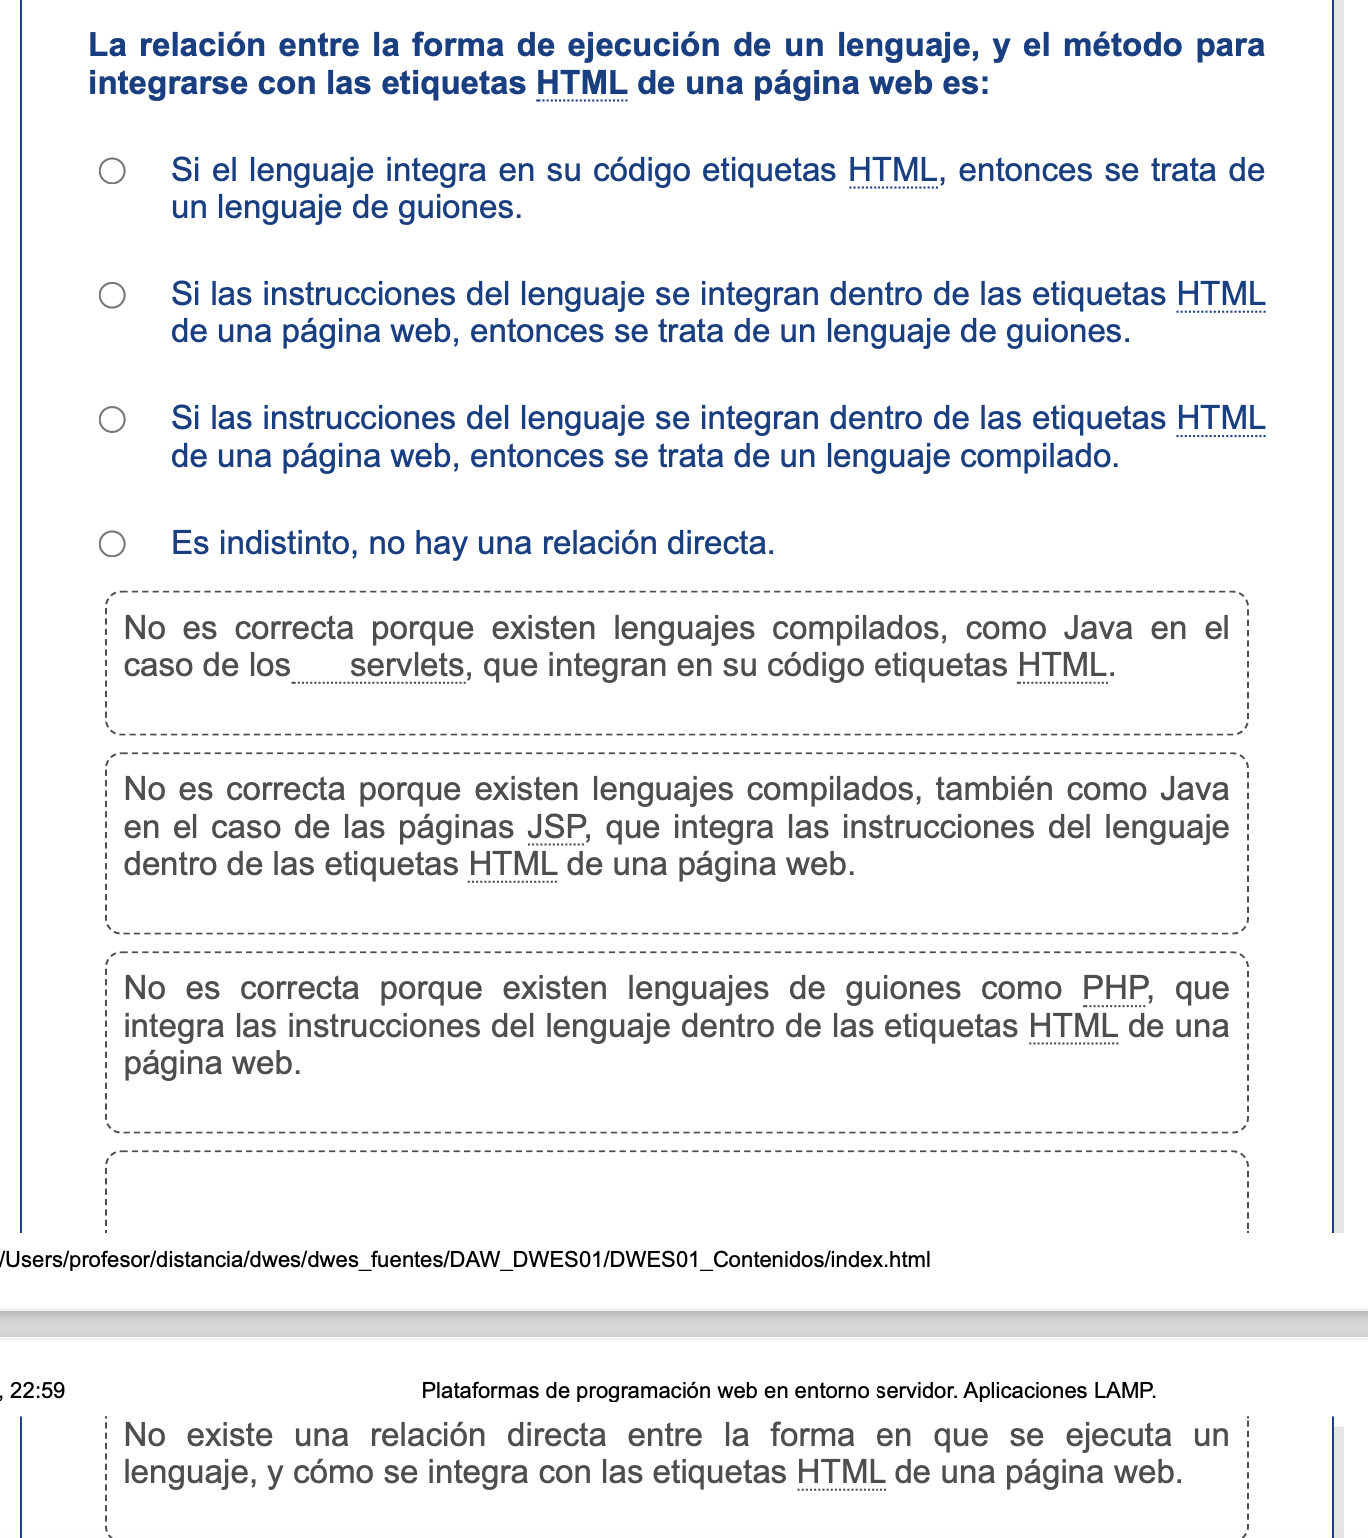 La relación entre la forma de ejecución de un lenguaje, y el método para
integrarse con las etiquetas HTML de una página web es:
Si el lenguaje integra en su código etiquetas HTML, entonces se trata de
un lenguaje de guiones.
Si las instrucciones del lenguaje se integran dentro de las etiquetas HTML
de una página web, entonces se trata de un lenguaje de guiones.
Si las instrucciones del lenguaje se integran dentro de las etiquetas HTML
de una página web, entonces se trata de un lenguaje compilado.
Es indistinto, no hay una relación directa.
No es correcta porque existen lenguajes compilados, como Java en el
caso de los servlets, que integran en su código etiquetas HTML.
No es correcta porque existen lenguajes compilados, también como Java
en el caso de las páginas JSP, que integra las instrucciones del lenguaje
dentro de las etiquetas HTML de una página web.
No es correcta porque existen lenguajes de guiones como PHP, que
integra las instrucciones del lenguaje dentro de las etiquetas HTML de una
página web.
/Users/profesor/distancia/dwes/dwes_fuentes/DAW_DWES01/DWES01_Contenidos/index.html
, 22:59 Plataformas de programación web en entorno servidor. Aplicaciones LAMP.
No existe una relación directa entre la forma en que se ejecuta un
lenguaje, y cómo se integra con las etiquetas HTML de una página web.